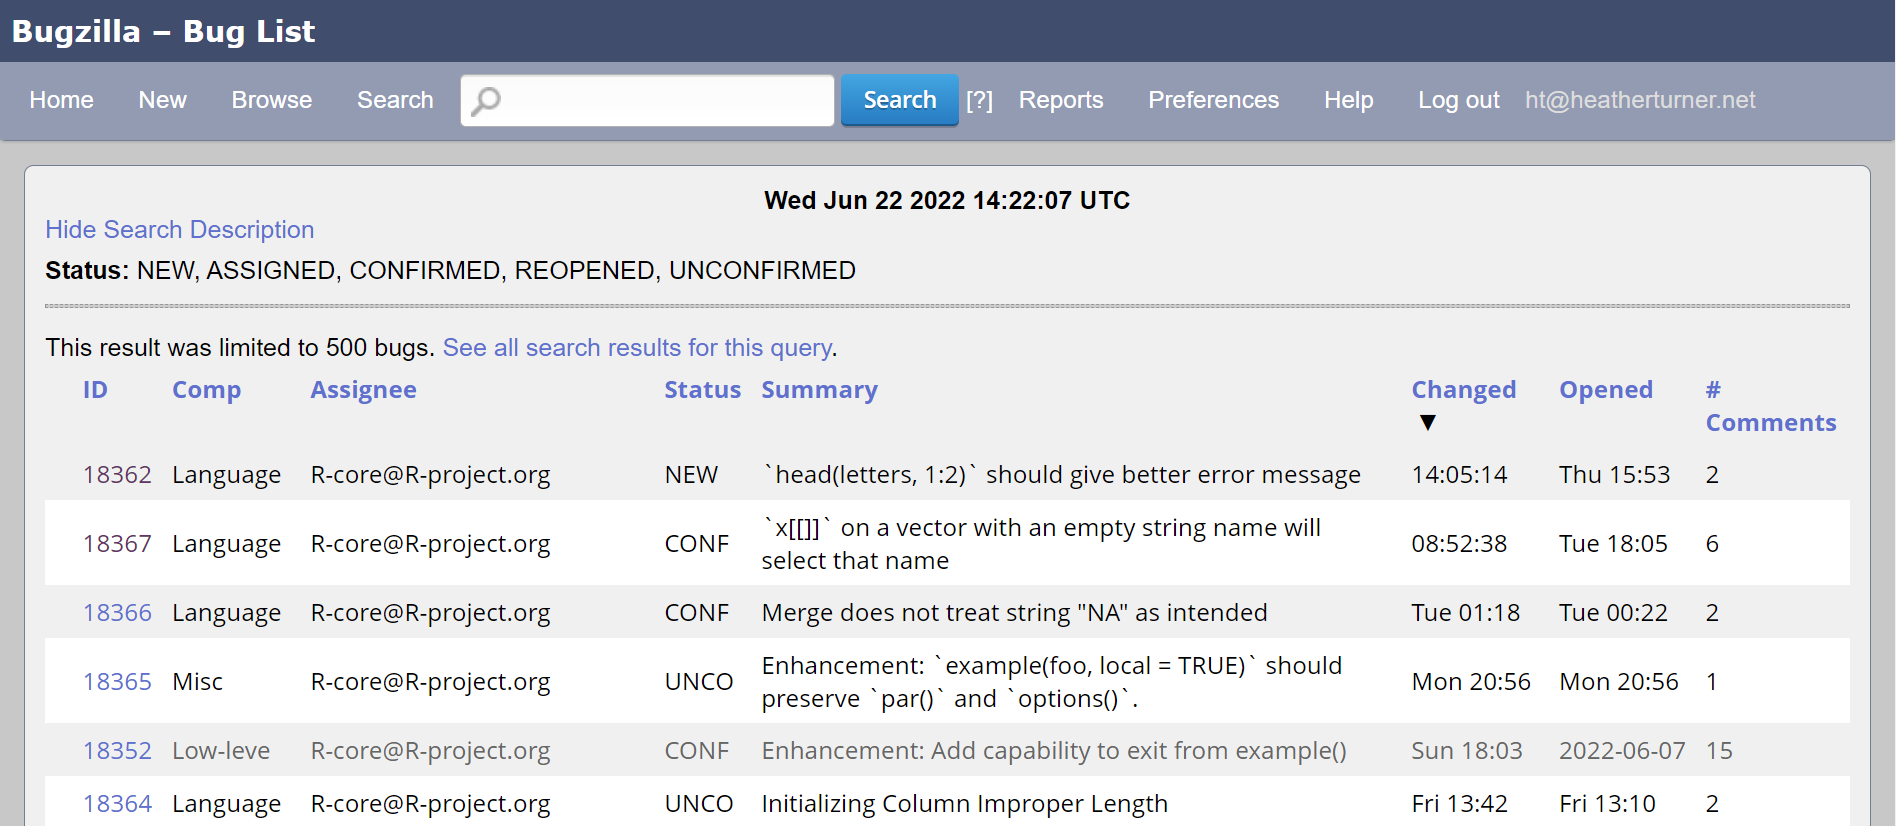 Bugzilla – Bug List
Home New Browse Search Search [?] Reports Preferences Help Log out ht@heatherturner.net
Wed Jun 22 2022 14:22:07 UTC
Hide Search Description
Status: NEW, ASSIGNED, CONFIRMED, REOPENED, UNCONFIRMED
This result was limited to 500 bugs. See all search results for this query.
ID Comp Assignee Status Summary Changed ▼ Opened # Comments
18362 Language R-core@R-project.org NEW `head(letters, 1:2)` should give better error message 14:05:14 Thu 15:53 2
18367 Language R-core@R-project.org CONF `x[[]]` on a vector with an empty string name will
select that name 08:52:38 Tue 18:05 6
18366 Language R-core@R-project.org CONF Merge does not treat string "NA" as intended Tue 01:18 Tue 00:22 2
18365 Misc R-core@R-project.org UNCO Enhancement: `example(foo, local = TRUE)` should
preserve `par()` and `options()`. Mon 20:56 Mon 20:56 1
18352 Low-leve R-core@R-project.org CONF Enhancement: Add capability to exit from example() Sun 18:03 2022-06-07 15
18364 Language R-core@R-project.org UNCO Initializing Column Improper Length Fri 13:42 Fri 13:10 2